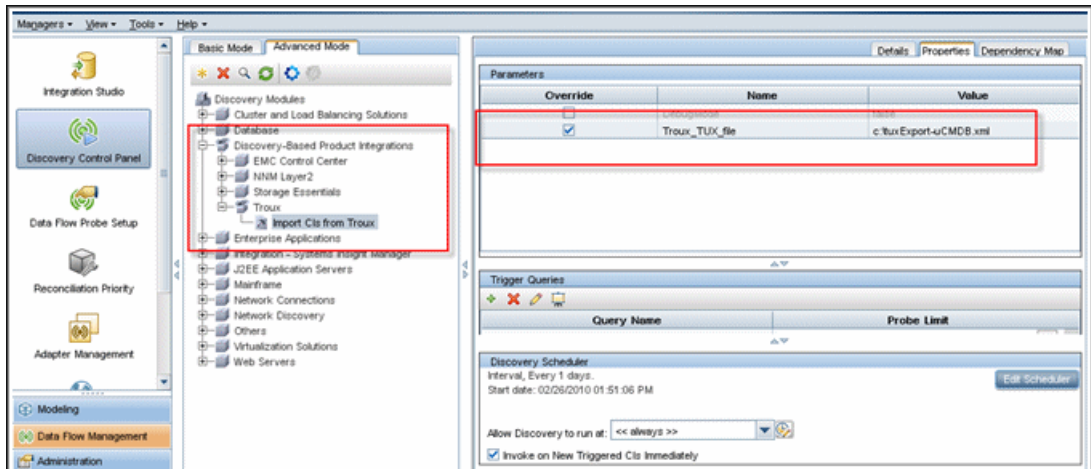 Managers View Tools Help
Integration Studio
Discovery Control Panel
Data Flow Probe Setup
Reconciliation Priority
Adapter Management
Modeling
Data Flow Management
Administration
Basic Mode Advanced Mode
Discovery Modules
Cluster and Load Balancing Solutions
Database
Discovery-Based Product Integrations
EMC Control Center
NNM Layer2
Storage Essentials
Troux
Import CIs from Troux
Enterprise Applications
Integration - Systems Insight Manager
J2EE Application Servers
Mainframe
Network Connections
Network Discovery
Others
Virtualization Solutions
Web Servers
Details Properties Dependency Map
Parameters
Override Name Value
DebugMode false
Troux_TUX_file c:\tuxExport-uCMDB.xml
Trigger Queries
Query Name Probe Limit
Discovery Scheduler
Interval, Every 1 days.
Start date: 02/26/2010 01:51:06 PM
Edit Scheduler
Allow Discovery to run at: << always >>
Invoke on New Triggered CIs Immediately